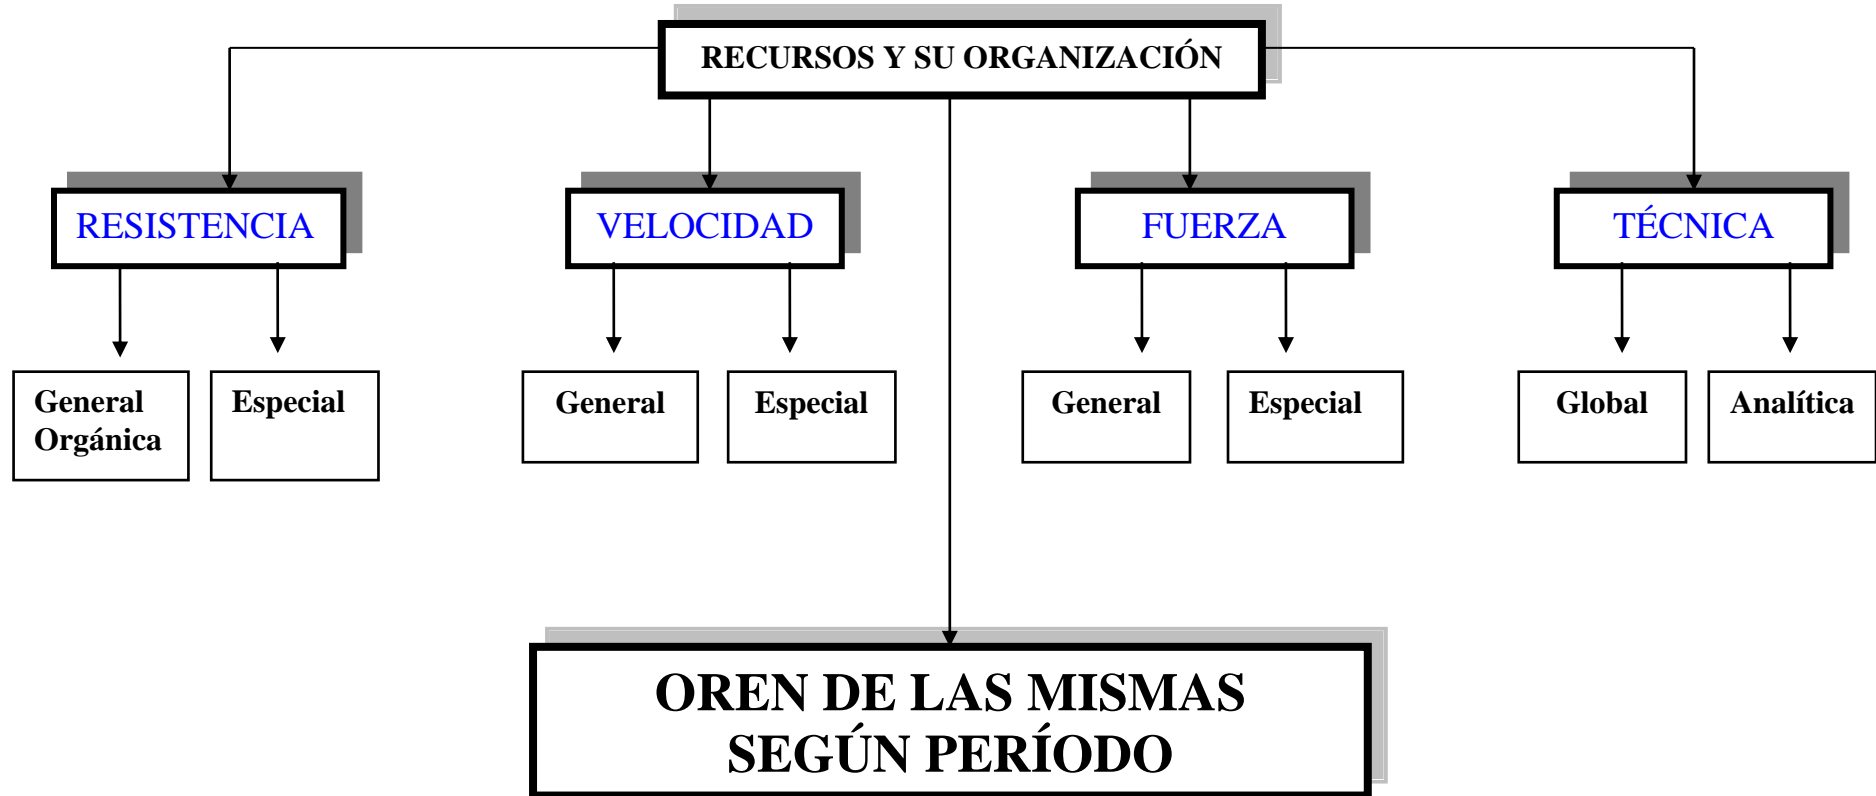 RECURSOS Y SU ORGANIZACIÓN
RESISTENCIA
VELOCIDAD
FUERZA
TÉCNICA
General
Orgánica
Especial
General
Especial
General
Especial
Global
Analítica
OREN DE LAS MISMAS
SEGÚN PERÍODO